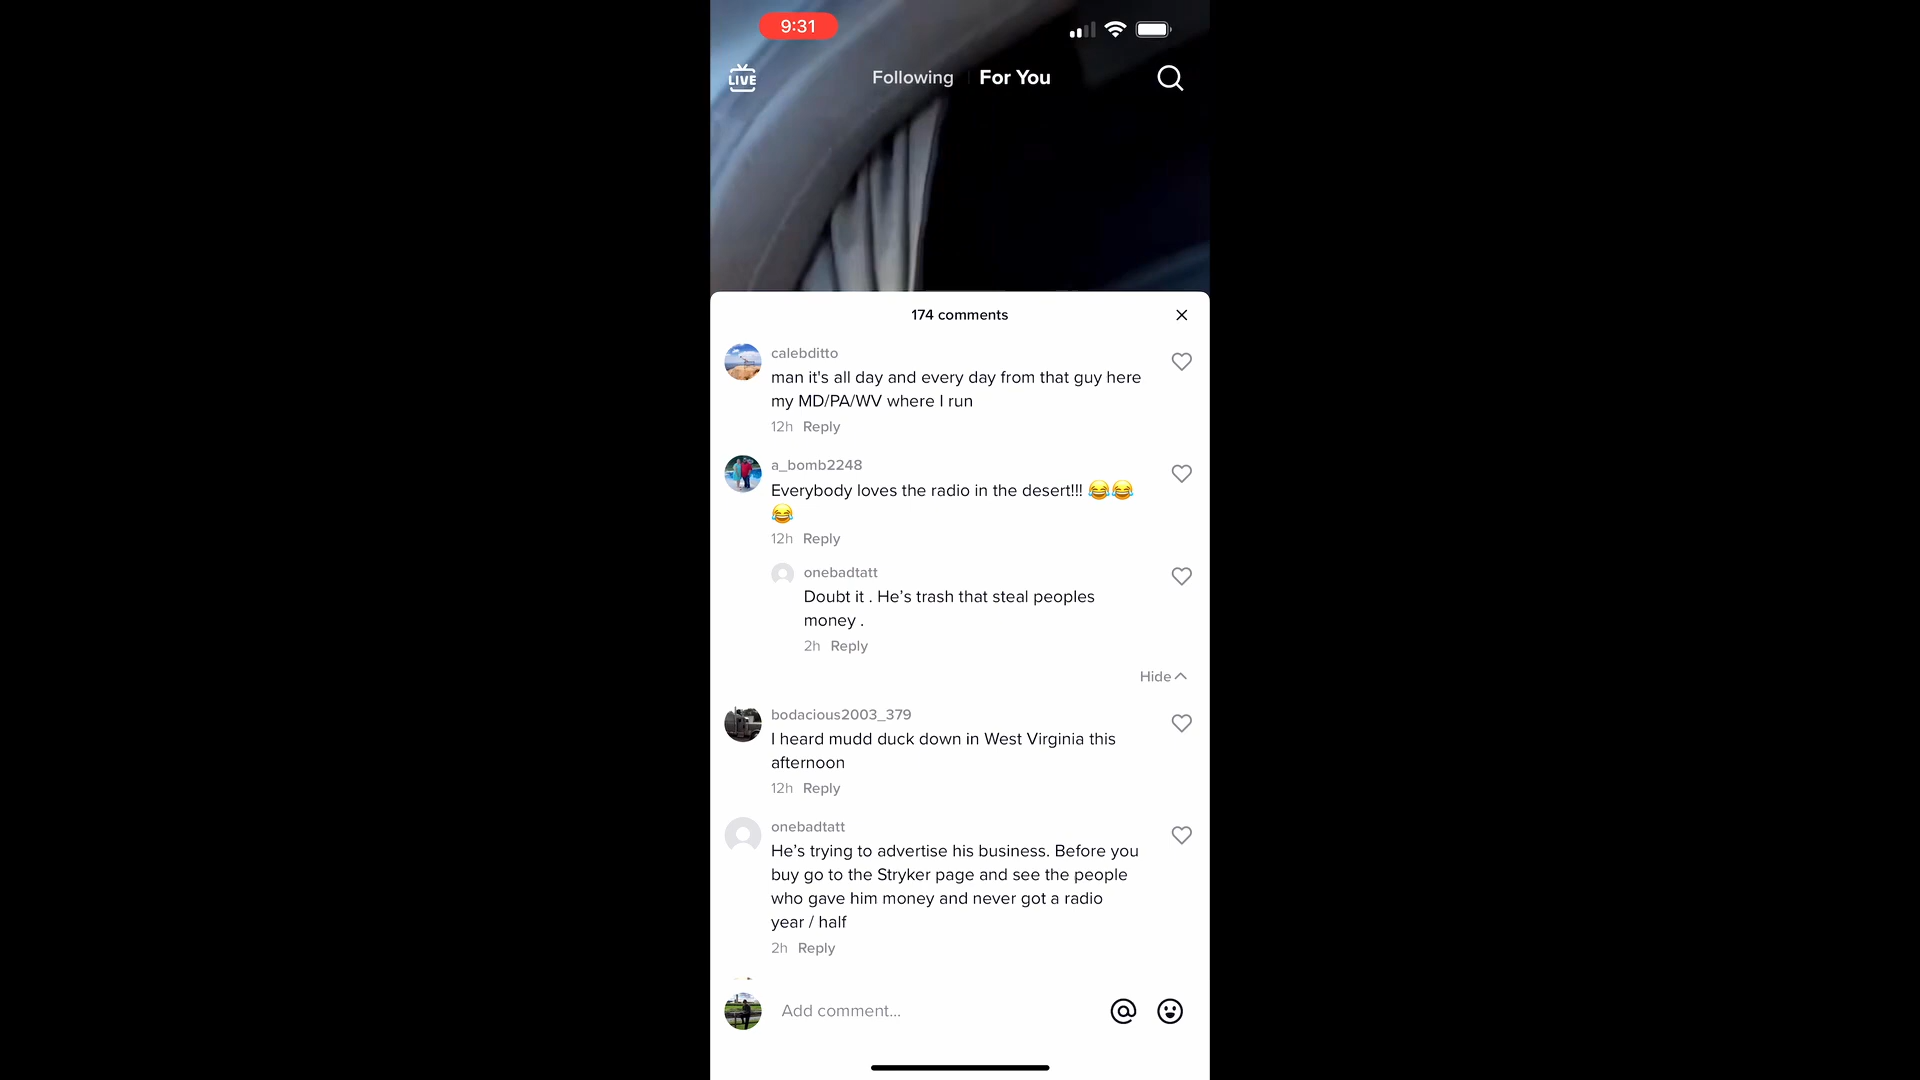 9:31
LIVE
Following
For You
174 comments
calebditto
man it's all day and every day from that guy here
my MD/PA/WV where I run
12h Reply
a_bomb2248
Everybody loves the radio in the desert!!! 😂😂
😂
12h Reply
onebadtatt
Doubt it . He’s trash that steal peoples
money .
2h Reply
Hide
bodacious2003_379
I heard mudd duck down in West Virginia this
afternoon
12h Reply
onebadtatt
He’s trying to advertise his business. Before you
buy go to the Stryker page and see the people
who gave him money and never got a radio
year / half
2h Reply
Add comment...